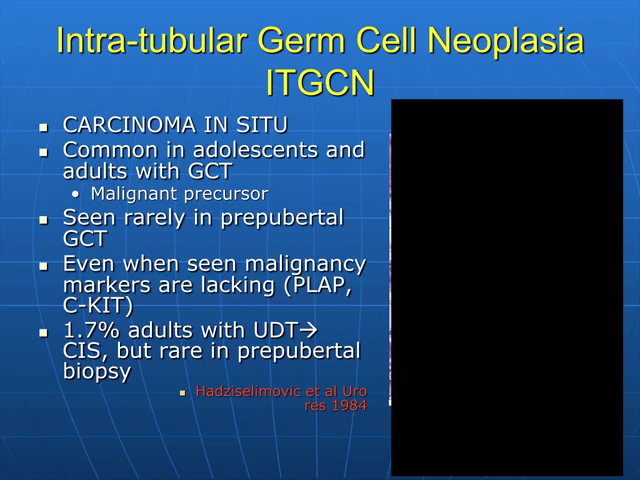 Intra-tubular Germ Cell Neoplasia
ITGCN
CARCINOMA IN SITU
Common in adolescents and
adults with GCT
Malignant precursor
Seen rarely in prepubertal
GCT
Even when seen malignancy
markers are lacking (PLAP,
C-KIT)
1.7% adults with UDT→
CIS, but rare in prepubertal
biopsy
Hadziselimovic et al Uro
res 1984